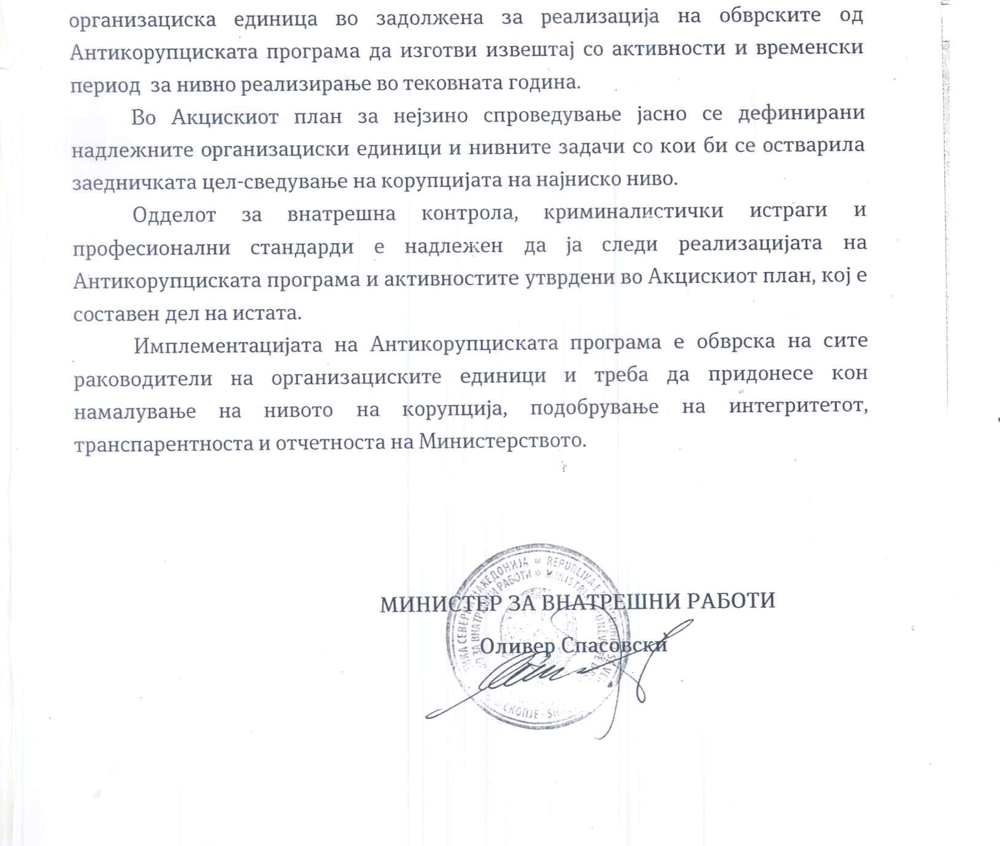 организациска единица во задолжена за реализација на обврските од
Антикорупциската програма да изготви извештај со активности и временски
период за нивно реализирање во тековната година.
Во Акцискиот план за нејзино спроведување јасно се дефинирани
надлежните организациски единици и нивните задачи со кои би се остварила
заедничката цел-сведување на корупцијата на најниско ниво.
Одделот за внатрешна контрола, криминалистички истраги и
професионални стандарди е надлежен да ја следи реализацијата на
Антикорупциската програма и активностите утврдени во Акцискиот план, кој е
составен дел на истата.
Имплементацијата на Антикорупциската програма е обврска на сите
раководители на организациските единици и треба да придонесе кон
намалување на нивото на корупција, подобрување на интегритетот,
транспарентноста и отчетноста на Министерството.
МИНИСТЕР ЗА ВНАТРЕШНИ РАБОТИ
Оливер Спасовски
МАКЕДОНИЈА * REPUBLIKA E
РАБОТИ *
СКОПЈЕ